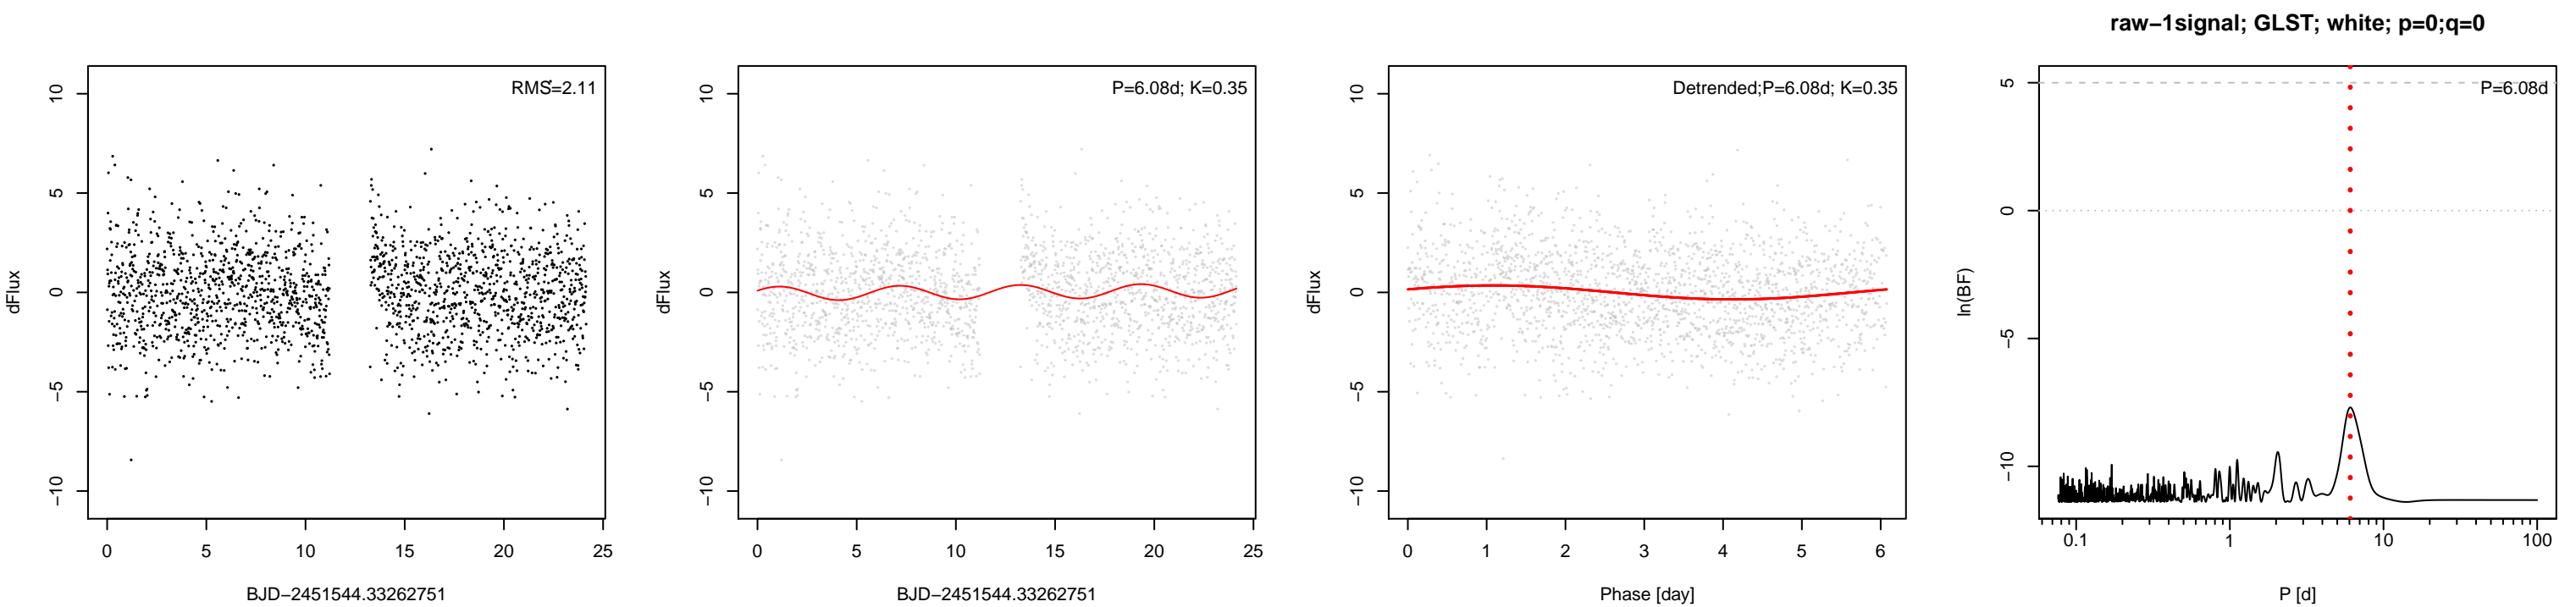 raw−1signal; GLST; white; p=0;q=0
RMS=2.11
10
5
0
−5
−10
dFlux
0 5 10 15 20 25
BJD−2451544.33262751
P=6.08d; K=0.35
10
5
0
−5
−10
dFlux
0 5 10 15 20 25
BJD−2451544.33262751
Detrended;P=6.08d; K=0.35
10
5
0
−5
−10
dFlux
0 1 2 3 4 5 6
Phase [day]
P=6.08d
5
0
−5
−10
ln(BF)
0.1 1 10 100
P [d]